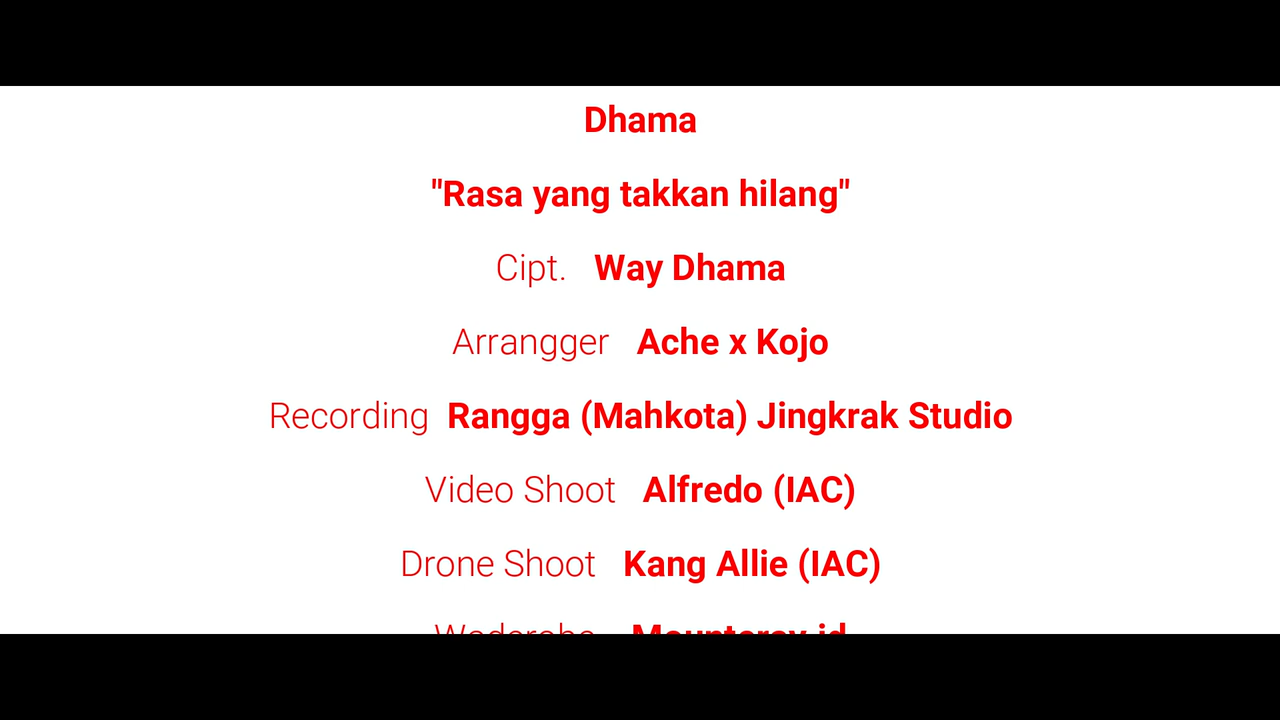 Dhama
"Rasa yang takkan hilang"
Cipt. Way Dhama
Arrangger Ache x Kojo
Recording Rangga (Mahkota) Jingkrak Studio
Video Shoot Alfredo (IAC)
Drone Shoot Kang Allie (IAC)